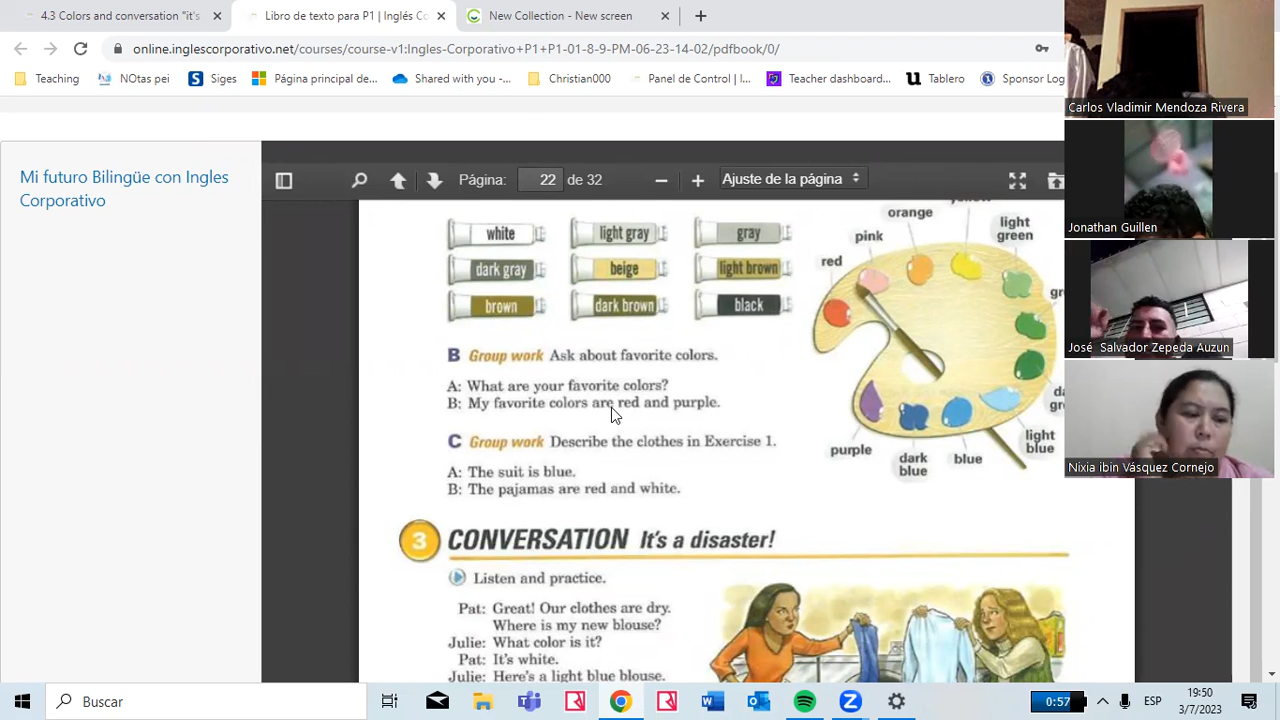 4.3 Colors and conversation "it's
Libro de texto para P1 | Inglés C
New Collection - New screen
online.inglescorporativo.net/courses/course-v1:Ingles-Corporativo+P1+P1-01-8-9-PM-06-23-14-02/pdfbook/0/
Teaching
NOtas pei
Siges
Página principal de...
Shared with you -...
Christian000
Panel de Control | I...
Teacher dashboard...
Tablero
Sponsor Log
Mi futuro Bilingüe con Ingles
Corporativo
Página:
22
de 32
Ajuste de la página
white
light gray
gray
dark gray
beige
light brown
brown
dark brown
black
orange
pink
light
green
red
purple
dark
blue
blue
light
blue
B Group work Ask about favorite colors.
A: What are your favorite colors?
B: My favorite colors are red and purple.
C Group work Describe the clothes in Exercise 1.
A: The suit is blue.
B: The pajamas are red and white.
3 CONVERSATION It's a disaster!
Listen and practice.
Pat: Great! Our clothes are dry.
Where is my new blouse?
Julie: What color is it?
Pat: It's white.
Julie: Here's a light blue blouse.
Carlos Vladimir Mendoza Rivera
Jonathan Guillen
José Salvador Zepeda Auzun
Nixia ibin Vásquez Cornejo
Buscar
0:57
ESP
19:50
3/7/2023